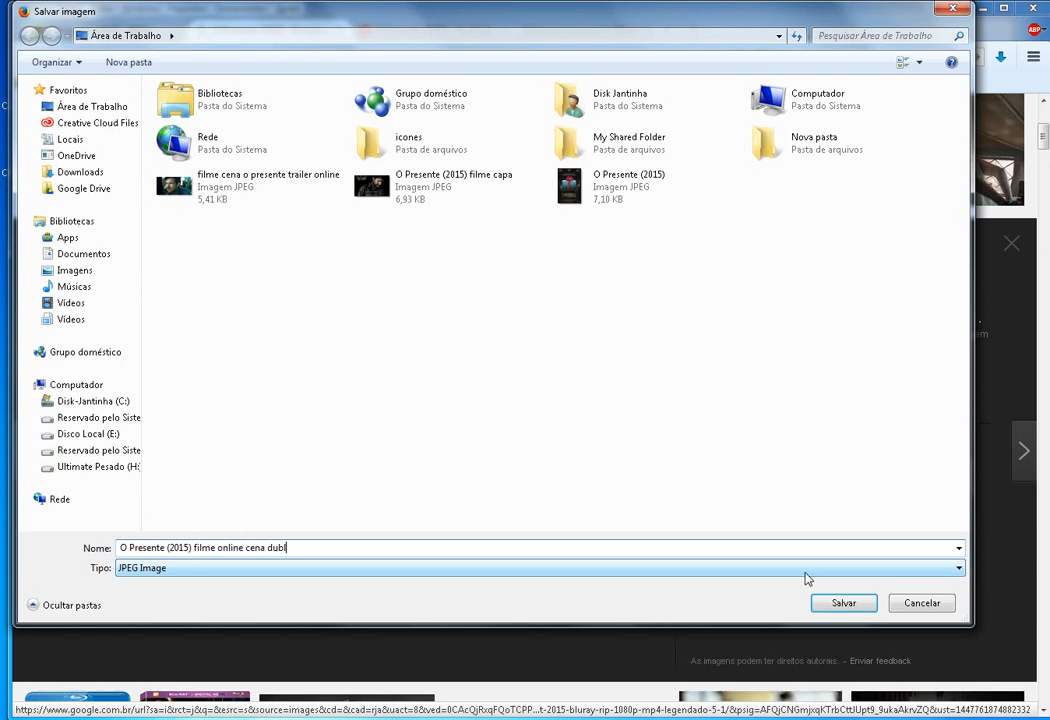 Salvar imagem
Área de Trabalho
Pesquisar Área de Trabalho
ABP
Organizar
Nova pasta
Favoritos
Área de Trabalho
Creative Cloud Files
Locais
OneDrive
Downloads
Google Drive
Bibliotecas
Apps
Documentos
Imagens
Músicas
Vídeos
Vídeos
Grupo doméstico
Computador
Disk-Jantinha (C:)
Reservado pelo Siste
Disco Local (E:)
Reservado pelo Siste
Ultimate Pesado (H:
Rede
Bibliotecas
Pasta do Sistema
Grupo doméstico
Pasta do Sistema
Disk Jantinha
Pasta do Sistema
Computador
Pasta do Sistema
Rede
Pasta do Sistema
icones
Pasta de arquivos
My Shared Folder
Pasta de arquivos
Nova pasta
Pasta de arquivos
filme cena o presente trailer online
Imagem JPEG
5,41 KB
O Presente (2015) filme capa
Imagem JPEG
6,93 KB
O Presente (2015)
Imagem JPEG
7,10 KB
Nome: O Presente (2015) filme online cena dubl
Tipo: JPEG Image
Ocultar pastas
Salvar
Cancelar
As imagens podem ter direitos autorais. - Enviar feedback